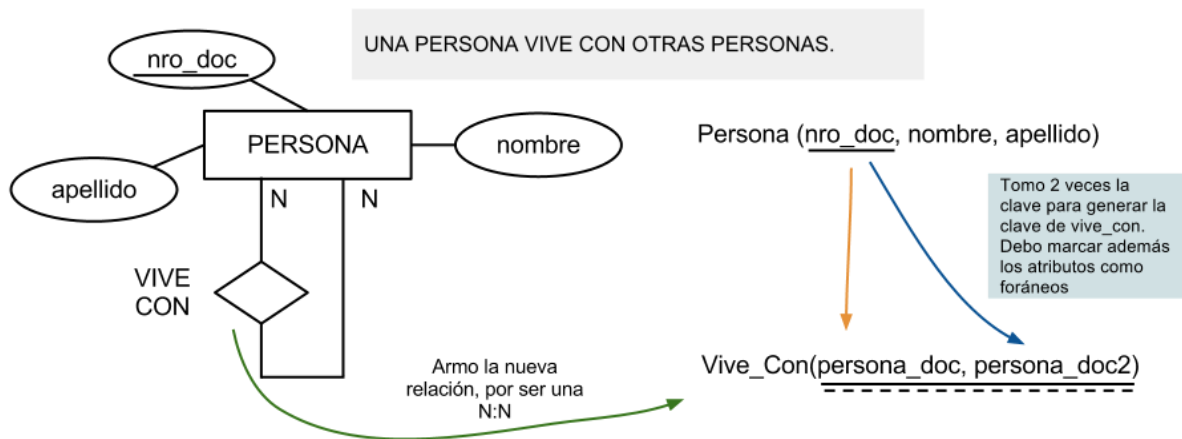 UNA PERSONA VIVE CON OTRAS PERSONAS.
nro_doc
PERSONA
nombre
apellido
N
N
VIVE
CON
Persona (nro_doc, nombre, apellido)
Tomo 2 veces la
clave para generar la
clave de vive_con.
Debo marcar además
los atributos como
foráneos
Armo la nueva
relación, por ser una
N:N
Vive_Con(persona_doc, persona_doc2)